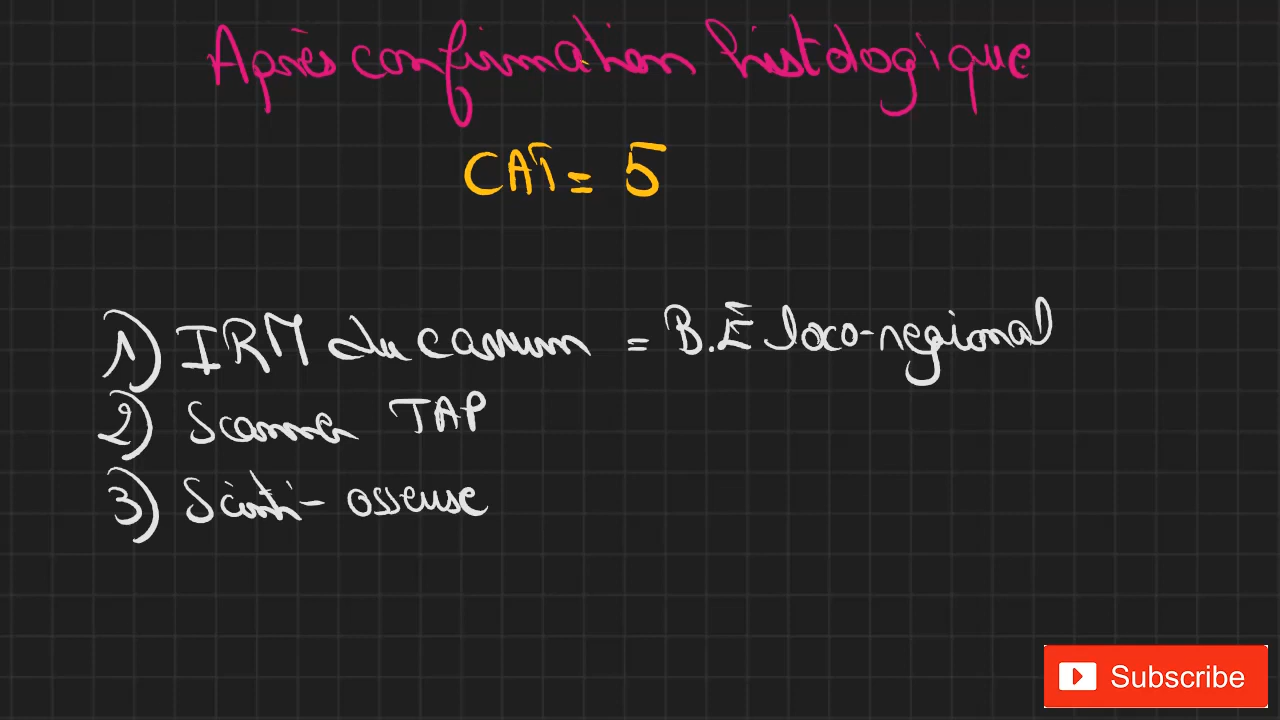 Après confirmation histologique
CAT = 5
1) IRM du cavum = B.E loco-regional
2) Scanner TAP
3) Scinti-osseuse
Subscribe